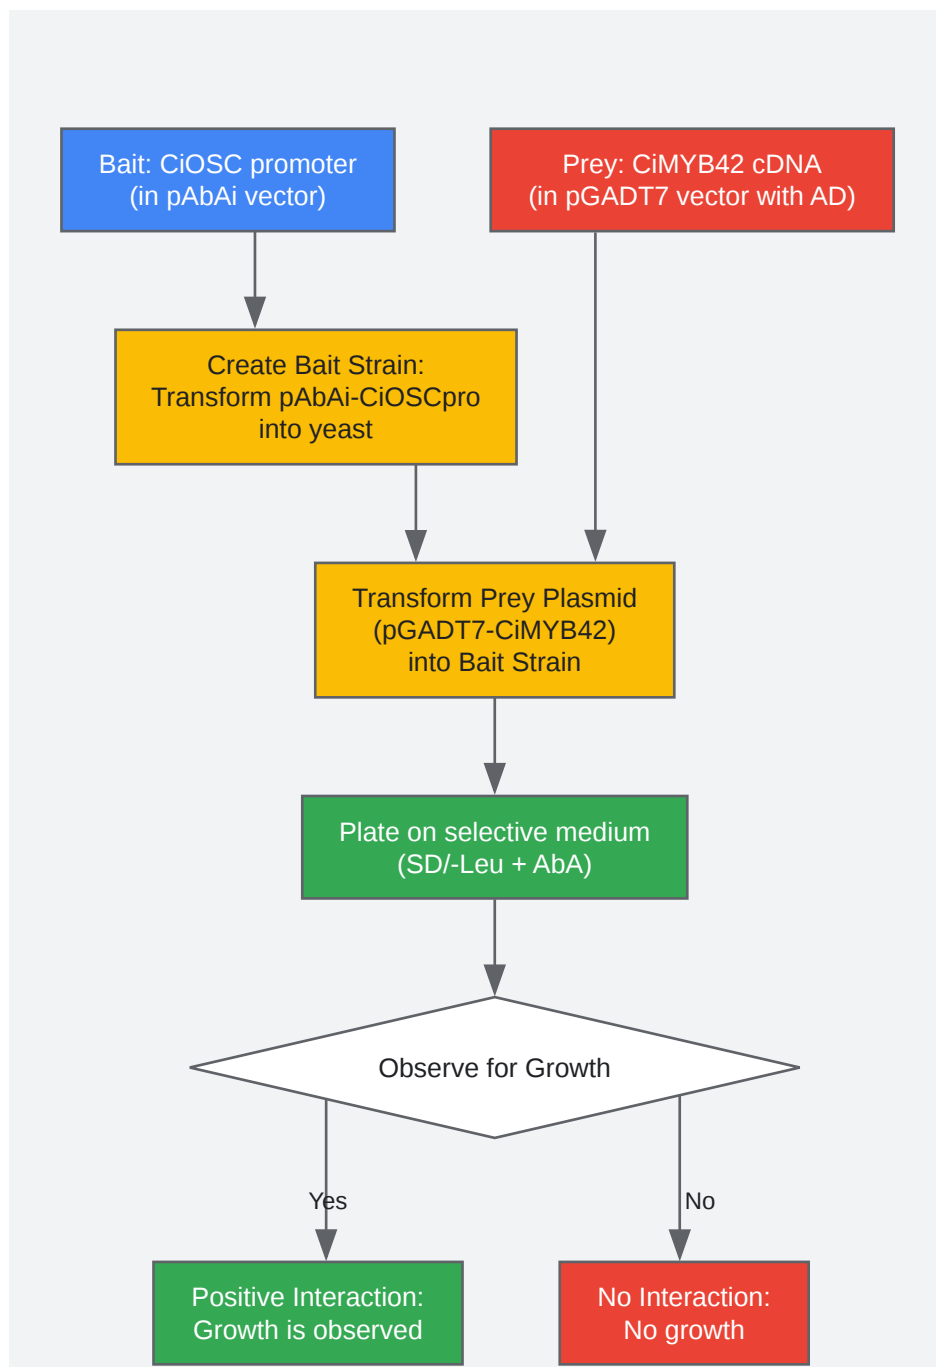 Bait: CiOSC promoter
(in pAbAi vector)
Prey: CiMYB42 cDNA
(in pGADT7 vector with AD)
Create Bait Strain:
Transform pAbAi-CiOSCpro
into yeast
Transform Prey Plasmid
(pGADT7-CiMYB42)
into Bait Strain
Plate on selective medium
(SD/-Leu + AbA)
Observe for Growth
Yes
No
Positive Interaction:
Growth is observed
No Interaction:
No growth